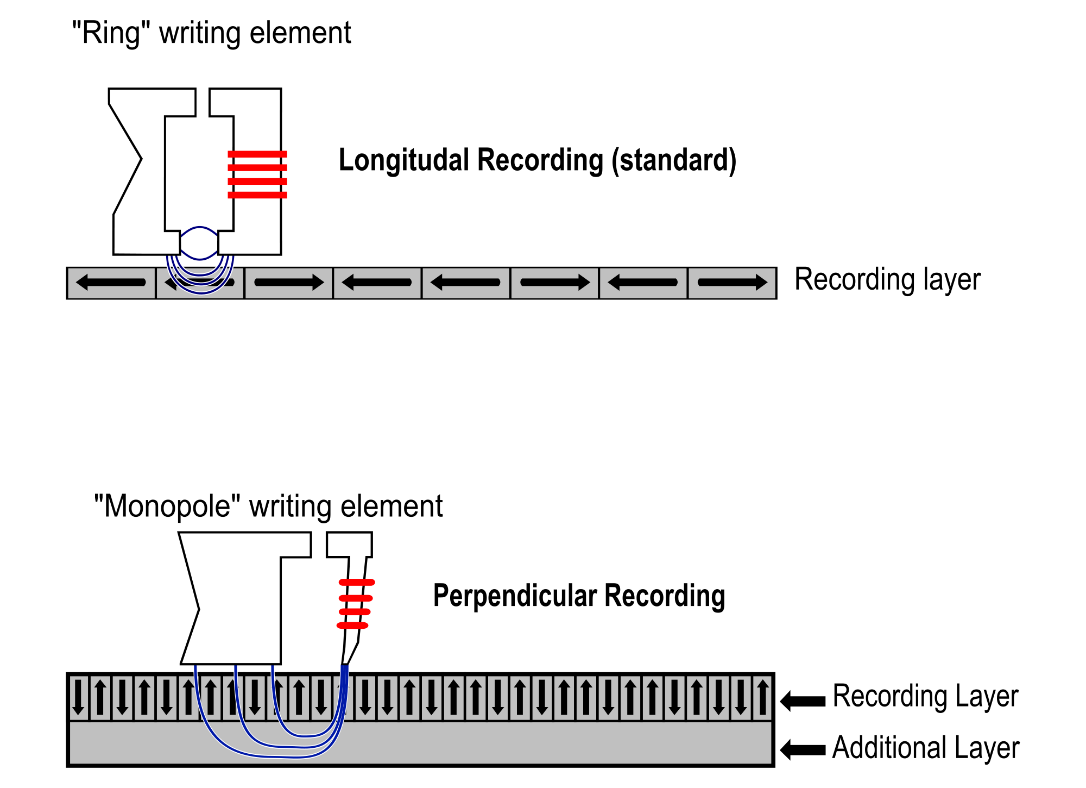 "Ring" writing element
Longitudal Recording (standard)
Recording layer
"Monopole" writing element
Perpendicular Recording
Recording Layer
Additional Layer